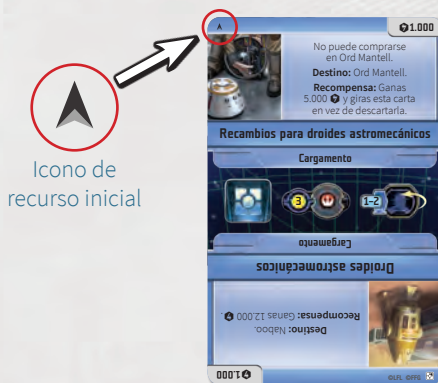 Icono de
recurso inicial
1.000
No puede comprarse
en Ord Mantell.
Destino: Ord Mantell.
Recompensa: Ganas
5.000 y giras esta carta
en vez de descartarla.
Recambios para droides astromecánicos
Cargamento
3
1-2
Cargamento
Droides astromecánicos
Destino: Naboo.
Recompensa: Ganas 12.000 .
1.000
©LFL ©FFG